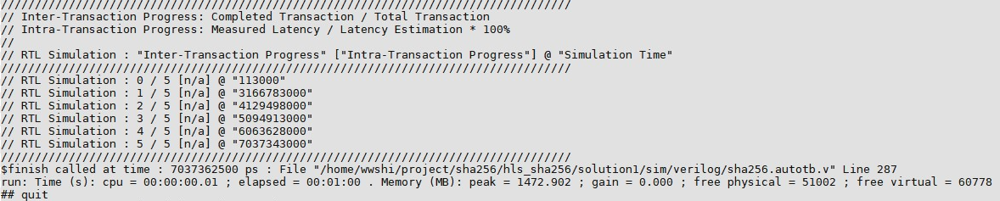 ////////////////////////////////////////////////////////////////////////////////////
// Inter-Transaction Progress: Completed Transaction / Total Transaction
// Intra-Transaction Progress: Measured Latency / Latency Estimation * 100%
//
// RTL Simulation : "Inter-Transaction Progress" ["Intra-Transaction Progress"] @ "Simulation Time"
////////////////////////////////////////////////////////////////////////////////////
// RTL Simulation : 0 / 5 [n/a] @ "113000"
// RTL Simulation : 1 / 5 [n/a] @ "3166783000"
// RTL Simulation : 2 / 5 [n/a] @ "4129498000"
// RTL Simulation : 3 / 5 [n/a] @ "5094913000"
// RTL Simulation : 4 / 5 [n/a] @ "6063628000"
// RTL Simulation : 5 / 5 [n/a] @ "7037343000"
////////////////////////////////////////////////////////////////////////////////////
$finish called at time : 7037362500 ps : File "/home/wwshi/project/sha256/hls_sha256/solution1/sim/verilog/sha256.autotb.v" Line 287
run: Time (s): cpu = 00:00:00.01 ; elapsed = 00:01:00 . Memory (MB): peak = 1472.902 ; gain = 0.000 ; free physical = 51002 ; free virtual = 60778
## quit